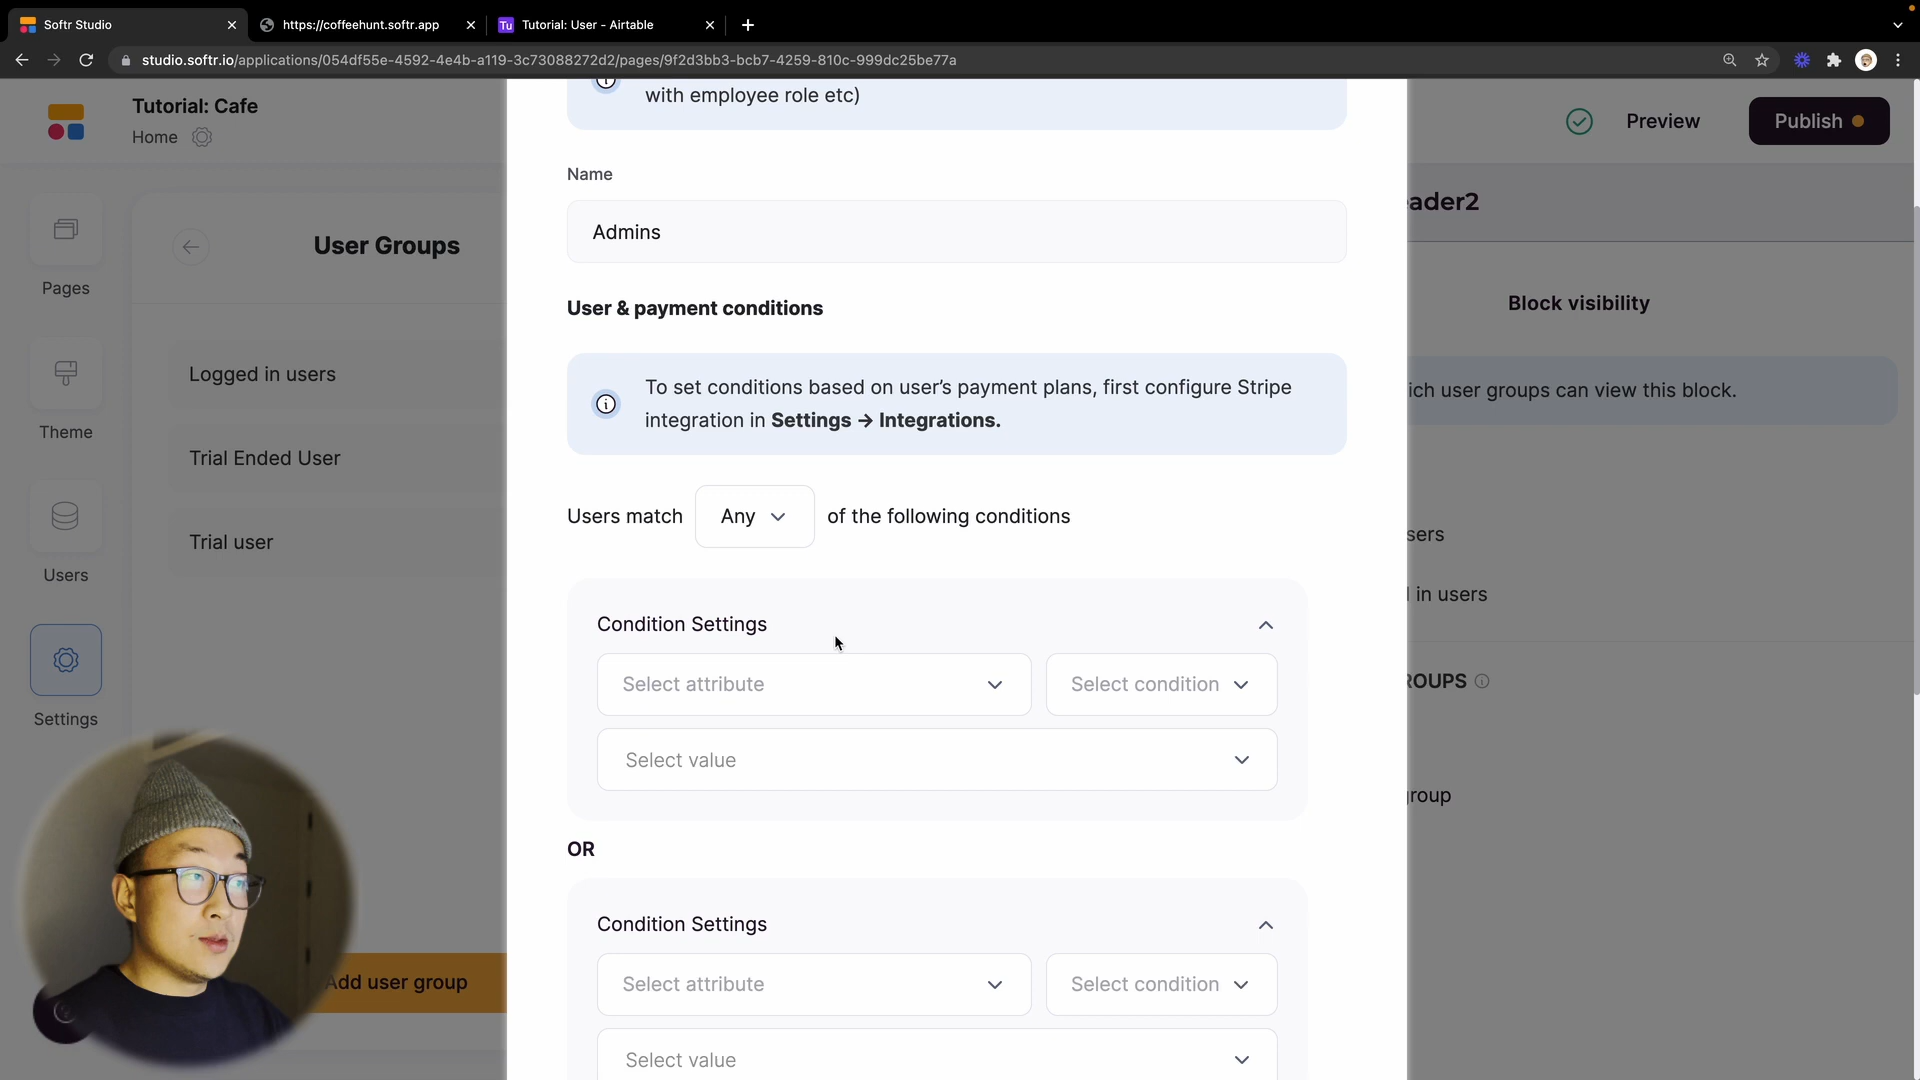 Softr Studio
https://coffeehunt.softr.app
Tutorial: User - Airtable
studio.softr.io/applications/054df55e-4592-4e4b-a119-3c73088272d2/pages/9f2d3bb3-bcb7-4259-810c-999dc25be77a
Tutorial: Cafe
Home
Preview
Publish
Pages
Theme
Users
Settings
User Groups
Logged in users
Trial Ended User
Trial user
Add user group
with employee role etc)
Name
Admins
User & payment conditions
To set conditions based on user’s payment plans, first configure Stripe
integration in Settings → Integrations.
Users match Any of the following conditions
Condition Settings
Select attribute
Select condition
Select value
OR
Condition Settings
Select attribute
Select condition
Select value
eader2
Block visibility
ich user groups can view this block.
sers
in users
ROUPS
group